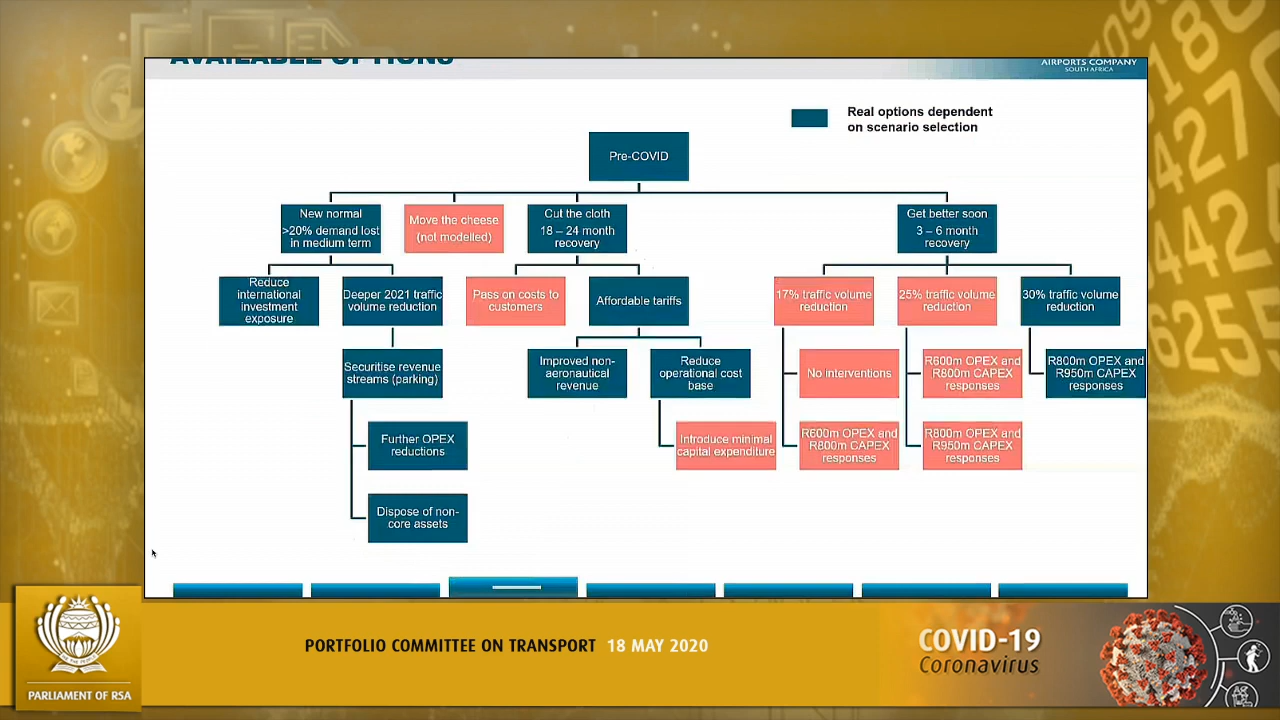 AVAILABLE OPTIONS
AIRPORTS COMPANY
SOUTH AFRICA
Real options dependent
on scenario selection
Pre-COVID
New normal
>20% demand lost
in medium term
Move the cheese
(not modelled)
Cut the cloth
18 – 24 month
recovery
Get better soon
3 – 6 month
recovery
Reduce
international
investment
exposure
Deeper 2021 traffic
volume reduction
Pass on costs to
customers
Affordable tariffs
17% traffic volume
reduction
25% traffic volume
reduction
30% traffic volume
reduction
Securitise revenue
streams (parking)
Improved non-
aeronautical
revenue
Reduce
operational cost
base
No interventions
R600m OPEX and
R800m CAPEX
responses
R800m OPEX and
R950m CAPEX
responses
Further OPEX
reductions
Introduce minimal
capital expenditure
R600m OPEX and
R800m CAPEX
responses
R800m OPEX and
R950m CAPEX
responses
Dispose of non-
core assets
PARLIAMENT OF RSA
PORTFOLIO COMMITTEE ON TRANSPORT 18 MAY 2020
COVID-19
Coronavirus